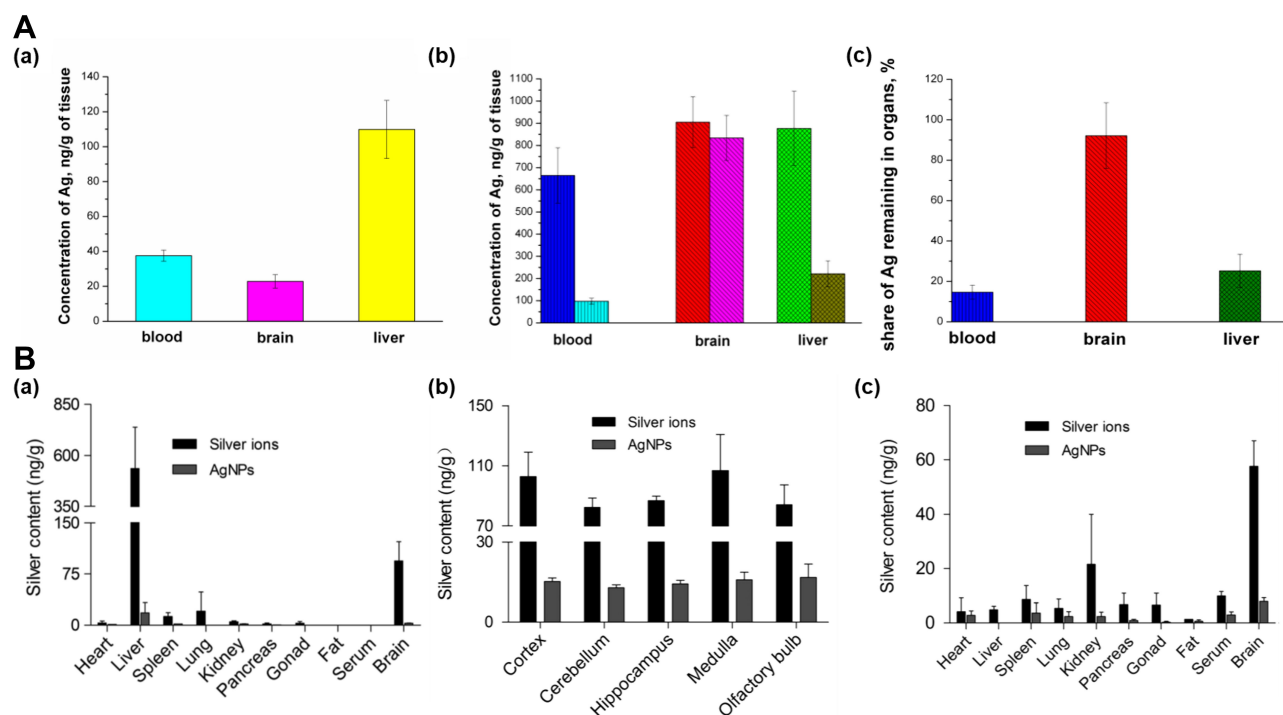 A
(a)
Concentration of Ag, ng/g of tissue
140
120
100
80
60
40
20
0
blood brain liver
(b)
Concentration of Ag, ng/g of tissue
1100
1000
900
800
700
600
500
400
300
200
100
0
blood brain liver
(c)
share of Ag remaining in organs, %
120
100
80
60
40
20
0
blood brain liver
B
(a)
Silver content (ng/g)
850
600
350
150
75
0
Silver ions
AgNPs
Heart
Liver
Spleen
Lung
Kidney
Pancreas
Gonad
Fat
Serum
Brain
(b)
Silver content (ng/g)
150
110
70
30
0
Silver ions
AgNPs
Cortex
Cerebellum
Hippocampus
Medulla
Olfactory bulb
(c)
Silver content (ng/g)
80
60
40
20
0
Silver ions
AgNPs
Heart
Liver
Spleen
Lung
Kidney
Pancreas
Gonad
Fat
Serum
Brain